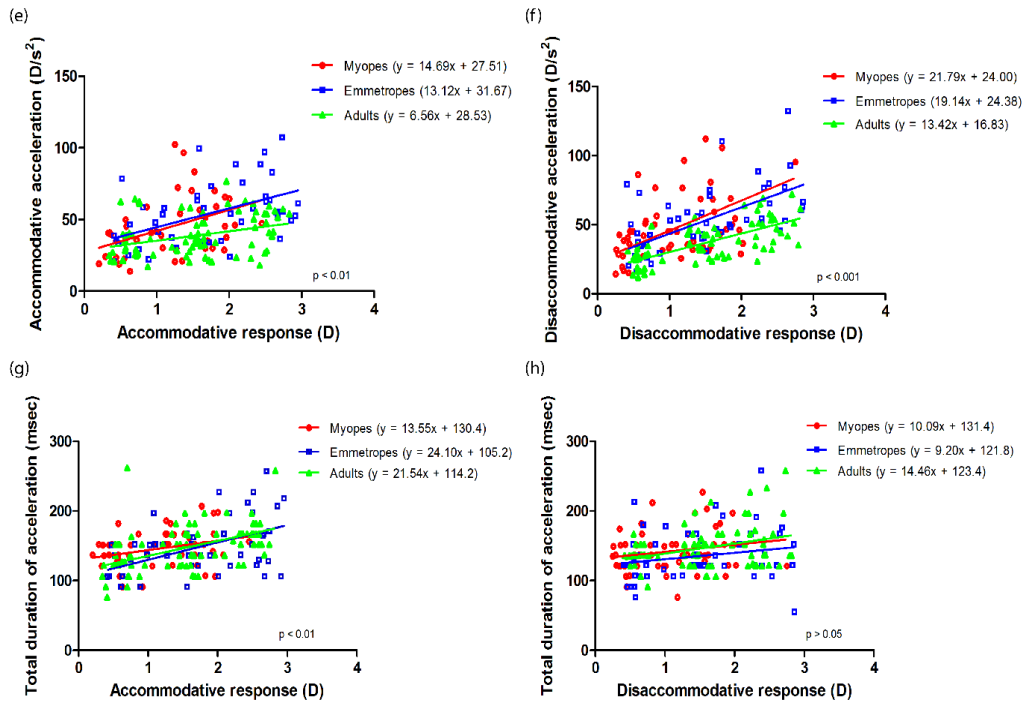 (e)
Accommodative acceleration (D/s²)
150
100
50
0
0 1 2 3 4
Accommodative response (D)
Myopes (y = 14.69x + 27.51)
Emmetropes (13.12x + 31.67)
Adults (y = 6.56x + 28.53)
p < 0.01
(f)
Disaccommodative acceleration (D/s²)
150
100
50
0
0 1 2 3 4
Disaccommodative response (D)
Myopes (y = 21.79x + 24.00)
Emmetropes (19.14x + 24.38)
Adults (y = 13.42x + 16.83)
p < 0.001
(g)
Total duration of acceleration (msec)
300
200
100
0
0 1 2 3 4
Accommodative response (D)
Myopes (y = 13.55x + 130.4)
Emmetropes (y = 24.10x + 105.2)
Adults (y = 21.54x + 114.2)
p < 0.01
(h)
Total duration of acceleration (msec)
300
200
100
0
0 1 2 3 4
Disaccommodative response (D)
Myopes (y = 10.09x + 131.4)
Emmetropes (y = 9.20x + 121.8)
Adults (y = 14.46x + 123.4)
p > 0.05